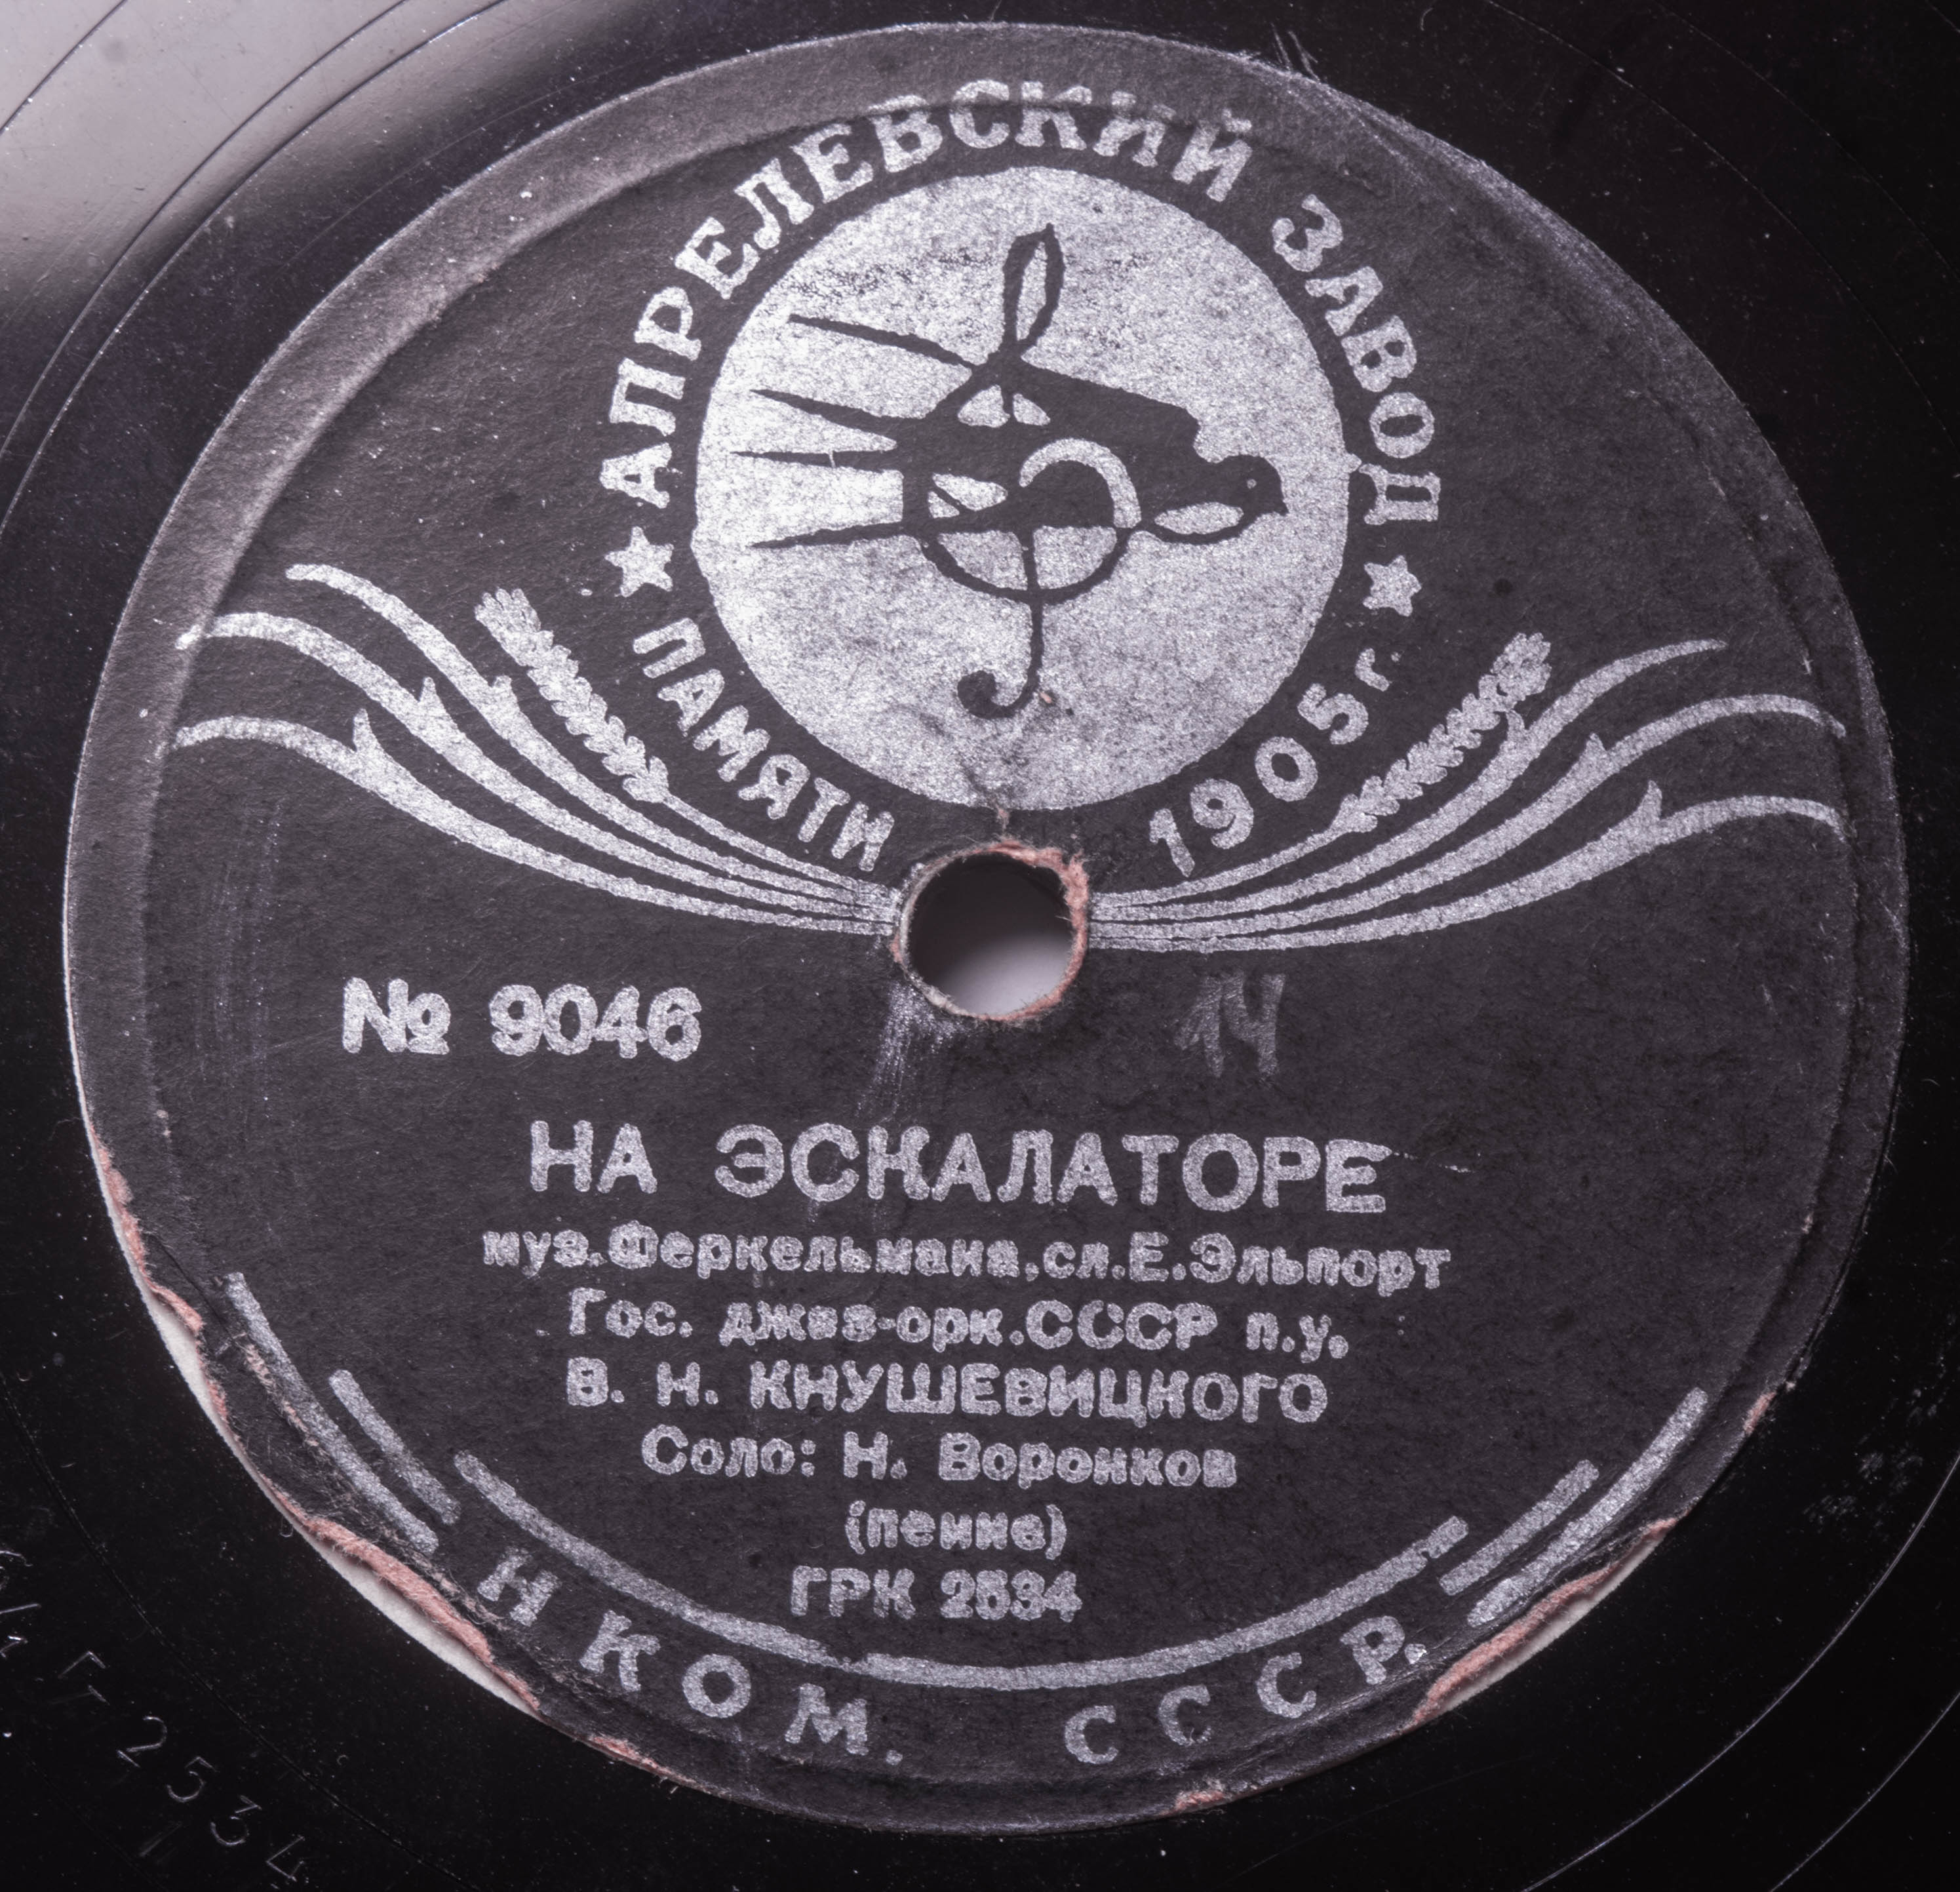 АПРЕЛЕВСКИЙ ЗАВОД
ПАМЯТИ 1905 г.
№ 9046
14
НА ЭСКАЛАТОРЕ
муз.Феркельмана,сл.Е.Эльпорт
Гос. джаз-орк.СССР п.у.
В. Н. КНУШЕВИЦКОГО
Соло: Н. Воронков
(пение)
ГРК 2534
НКОМ. СССР.
Г 2534